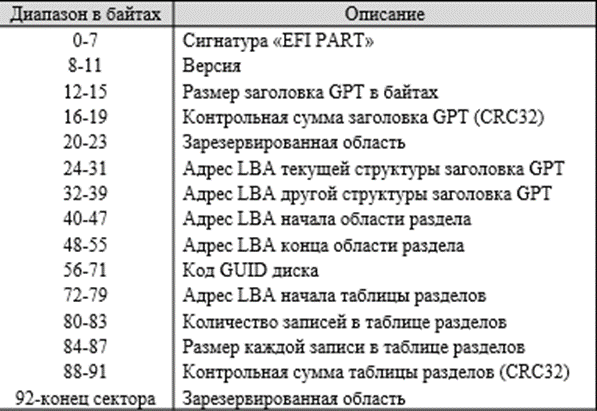 Диапазон в байтах Описание
0-7 Сигнатура «EFI PART»
8-11 Версия
12-15 Размер заголовка GPT в байтах
16-19 Контрольная сумма заголовка GPT (CRC32)
20-23 Зарезервированная область
24-31 Адрес LBA текущей структуры заголовка GPT
32-39 Адрес LBA другой структуры заголовка GPT
40-47 Адрес LBA начала области раздела
48-55 Адрес LBA конца области раздела
56-71 Код GUID диска
72-79 Адрес LBA начала таблицы разделов
80-83 Количество записей в таблице разделов
84-87 Размер каждой записи в таблице разделов
88-91 Контрольная сумма таблицы разделов (CRC32)
92-конец сектора Зарезервированная область